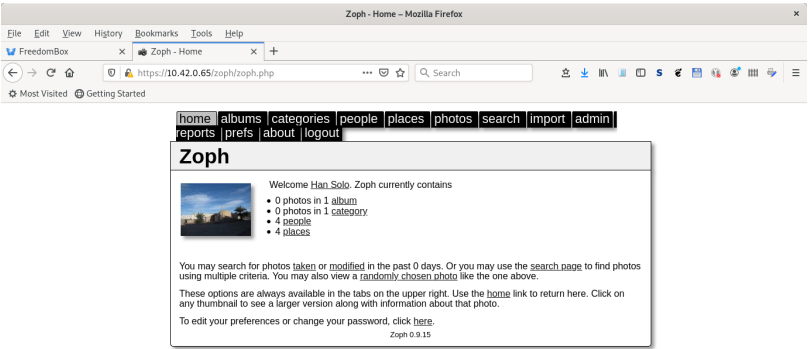 Zoph - Home – Mozilla Firefox
File Edit View History Bookmarks Tools Help
FreedomBox
Zoph - Home
https://10.42.0.65/zoph/zoph.php
Search
Most Visited
Getting Started
home albums categories people places photos search import admin
reports prefs about logout
Zoph
Welcome Han Solo. Zoph currently contains
• 0 photos in 1 album
• 0 photos in 1 category
• 4 people
• 4 places
You may search for photos taken or modified in the past 0 days. Or you may use the search page to find photos
using multiple criteria. You may also view a randomly chosen photo like the one above.
These options are always available in the tabs on the upper right. Use the home link to return here. Click on
any thumbnail to see a larger version along with information about that photo.
To edit your preferences or change your password, click here.
Zoph 0.9.15